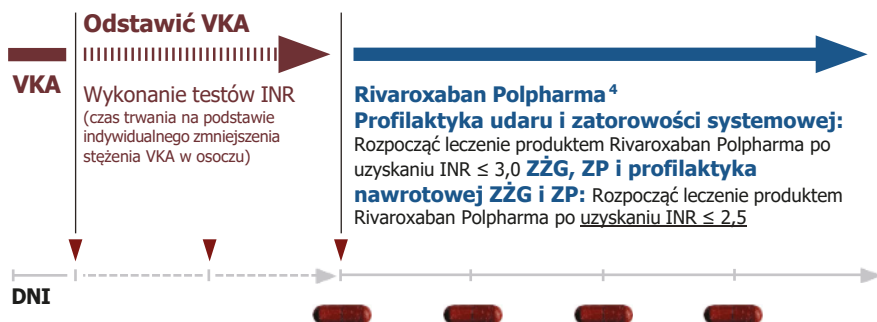 Odstawić VKA
VKA
Wykonanie testów INR
(czas trwania na podstawie
indywidualnego zmniejszenia
stężenia VKA w osoczu)
Rivaroxaban Polpharma 4
Profilaktyka udaru i zatorowości systemowej:
Rozpocząć leczenie produktem Rivaroxaban Polpharma po
uzyskaniu INR ≤ 3,0 ZŻG, ZP i profilaktyka
nawrotowej ZŻG i ZP: Rozpocząć leczenie produktem
Rivaroxaban Polpharma po uzyskaniu INR ≤ 2,5
DNI